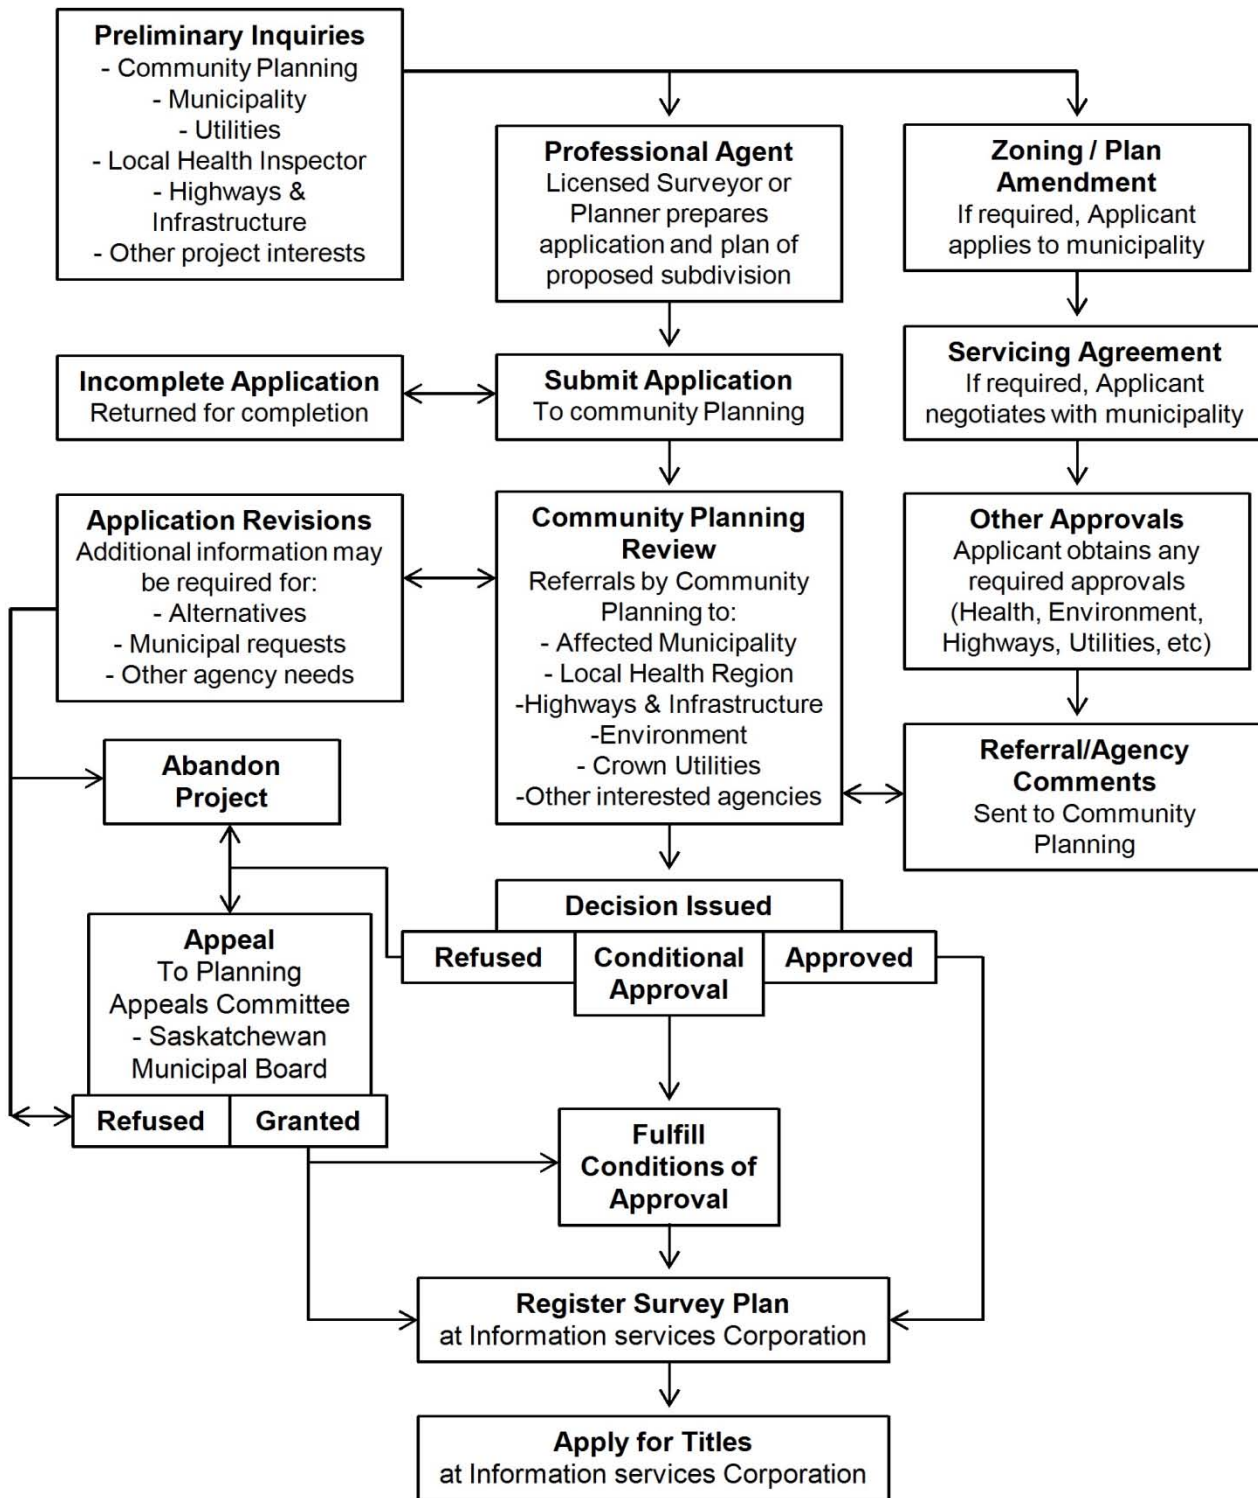 Preliminary Inquiries
- Community Planning
- Municipality
- Utilities
- Local Health Inspector
- Highways &
Infrastructure
- Other project interests
Professional Agent
Licensed Surveyor or
Planner prepares
application and plan of
proposed subdivision
Zoning / Plan
Amendment
If required, Applicant
applies to municipality
Incomplete Application
Returned for completion
Submit Application
To community Planning
Servicing Agreement
If required, Applicant
negotiates with municipality
Application Revisions
Additional information may
be required for:
- Alternatives
- Municipal requests
- Other agency needs
Community Planning
Review
Referrals by Community
Planning to:
- Affected Municipality
- Local Health Region
-Highways & Infrastructure
-Environment
- Crown Utilities
-Other interested agencies
Other Approvals
Applicant obtains any
required approvals
(Health, Environment,
Highways, Utilities, etc)
Referral/Agency
Comments
Sent to Community
Planning
Abandon
Project
Decision Issued
Refused
Conditional
Approval
Approved
Appeal
To Planning
Appeals Committee
- Saskatchewan
Municipal Board
Refused
Granted
Fulfill
Conditions of
Approval
Register Survey Plan
at Information services Corporation
Apply for Titles
at Information services Corporation